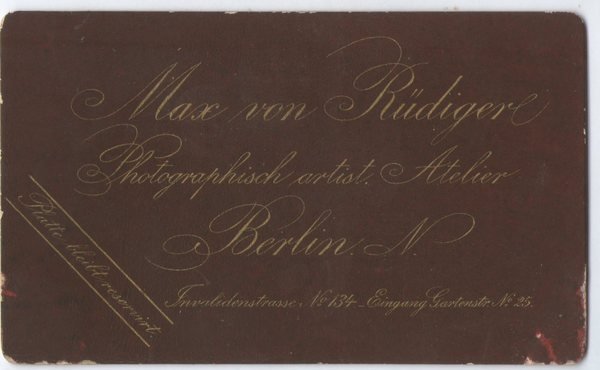 Max von Rüdiger
Photographisch artist. Atelier
Berlin. N.
Invalidenstrasse No 134 - Eingang Gartenstr. No 25.
Platte bleibt reservirt.